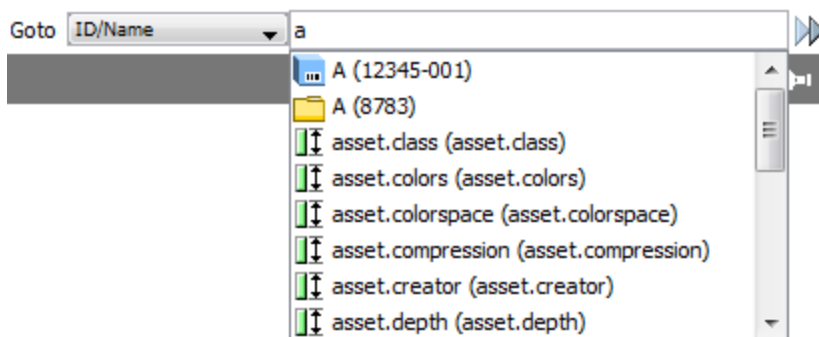 Goto ID/Name a
A (12345-001)
A (8783)
asset.class (asset.class)
asset.colors (asset.colors)
asset.colorspace (asset.colorspace)
asset.compression (asset.compression)
asset.creator (asset.creator)
asset.depth (asset.depth)